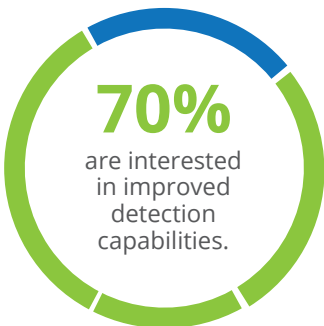 70%
are interested
in improved
detection
capabilities.